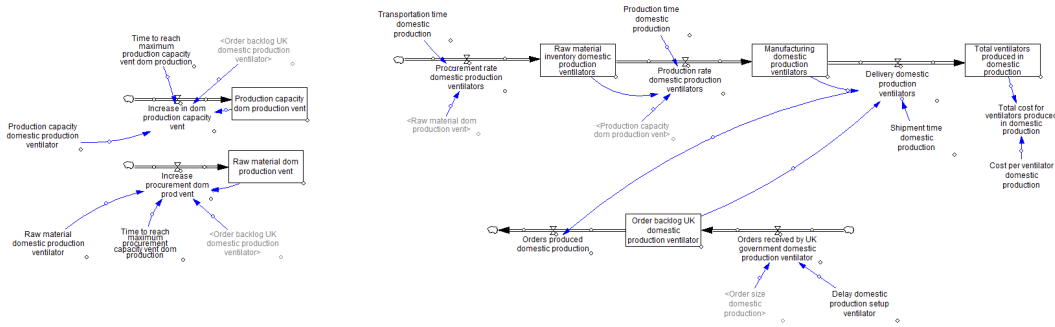 Time to reach
maximum
production capacity
vent dom production
<Order backlog UK
domestic production
ventilator>
Increase in dom
production capacity
vent
Production capacity
dom production vent
Production capacity
domestic production
ventilator
Raw material dom
production vent
Increase
procurement dom
prod vent
Raw material
domestic production
ventilator
Time to reach
maximum
procurement
capacity vent dom
production
<Order backlog UK
domestic production
ventilator>
Transportation time
domestic
production
Procurement rate
domestic production
ventilators
<Raw material dom
production vent>
Raw material
inventory domestic
production
ventilators
Production time
domestic
production
Production rate
domestic production
ventilators
<Production capacity
dom production vent>
Manufacturing
domestic
production
ventilators
Delivery domestic
production
ventilators
Shipment time
domestic
production
Total ventilators
produced in
domestic
production
Total cost for
ventilators produced
in domestic
production
Cost per ventilator
domestic
production
Orders produced
domestic production
Order backlog UK
domestic
production ventilator
Orders received by UK
government domestic
production ventilator
<Order size
domestic
production>
Delay domestic
production setup
ventilator